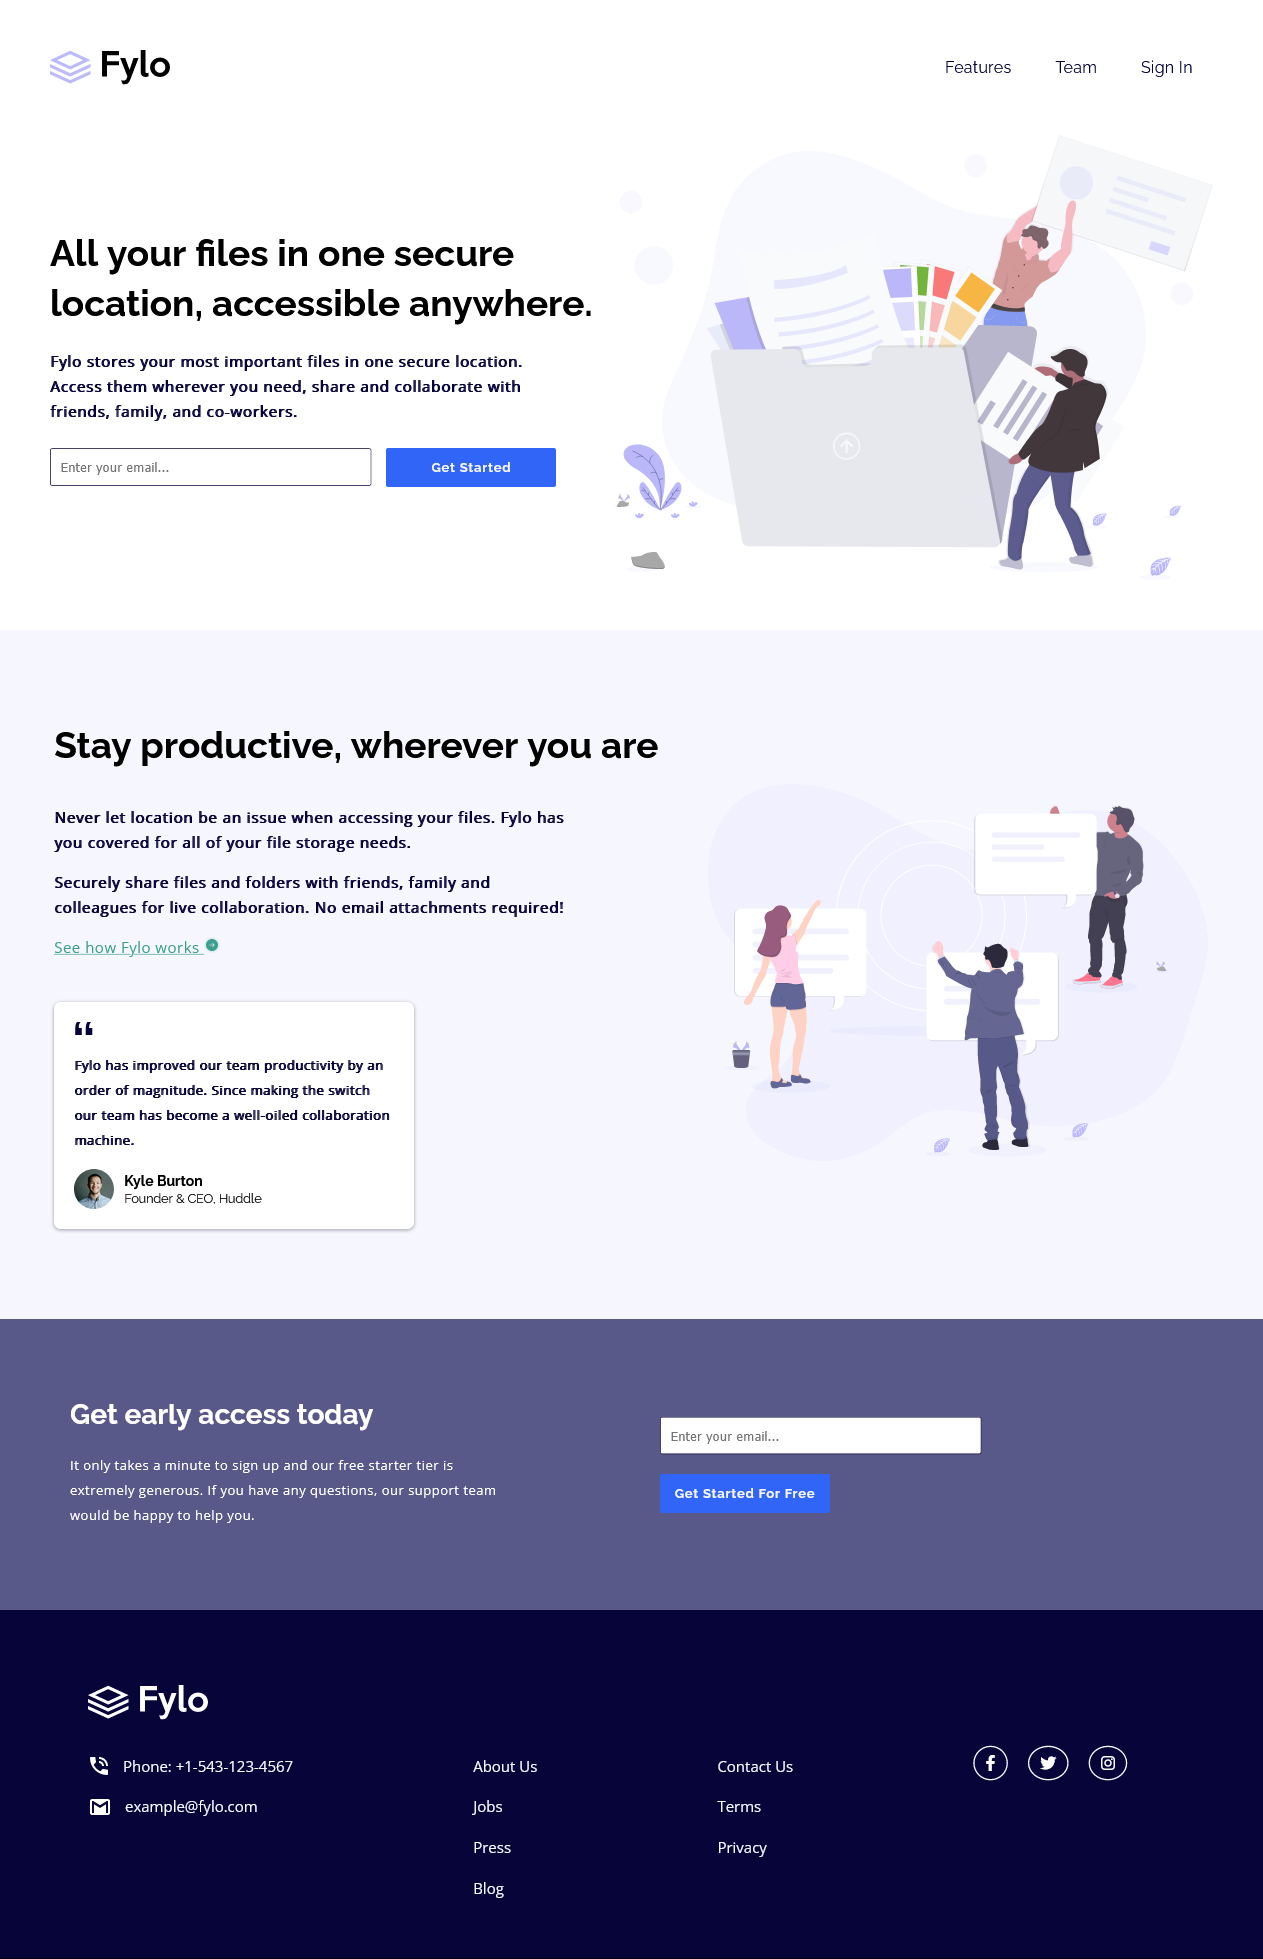 Fylo
Features Team Sign In
All your files in one secure
location, accessible anywhere.
Fylo stores your most important files in one secure location.
Access them wherever you need, share and collaborate with
friends, family, and co-workers.
Enter your email... Get Started
Stay productive, wherever you are
Never let location be an issue when accessing your files. Fylo has
you covered for all of your file storage needs.
Securely share files and folders with friends, family and
colleagues for live collaboration. No email attachments required!
See how Fylo works
“
Fylo has improved our team productivity by an
order of magnitude. Since making the switch
our team has become a well-oiled collaboration
machine.
Kyle Burton
Founder & CEO, Huddle
Get early access today
It only takes a minute to sign up and our free starter tier is
extremely generous. If you have any questions, our support team
would be happy to help you.
Enter your email...
Get Started For Free
Fylo
Phone: +1-543-123-4567
example@fylo.com
About Us
Jobs
Press
Blog
Contact Us
Terms
Privacy